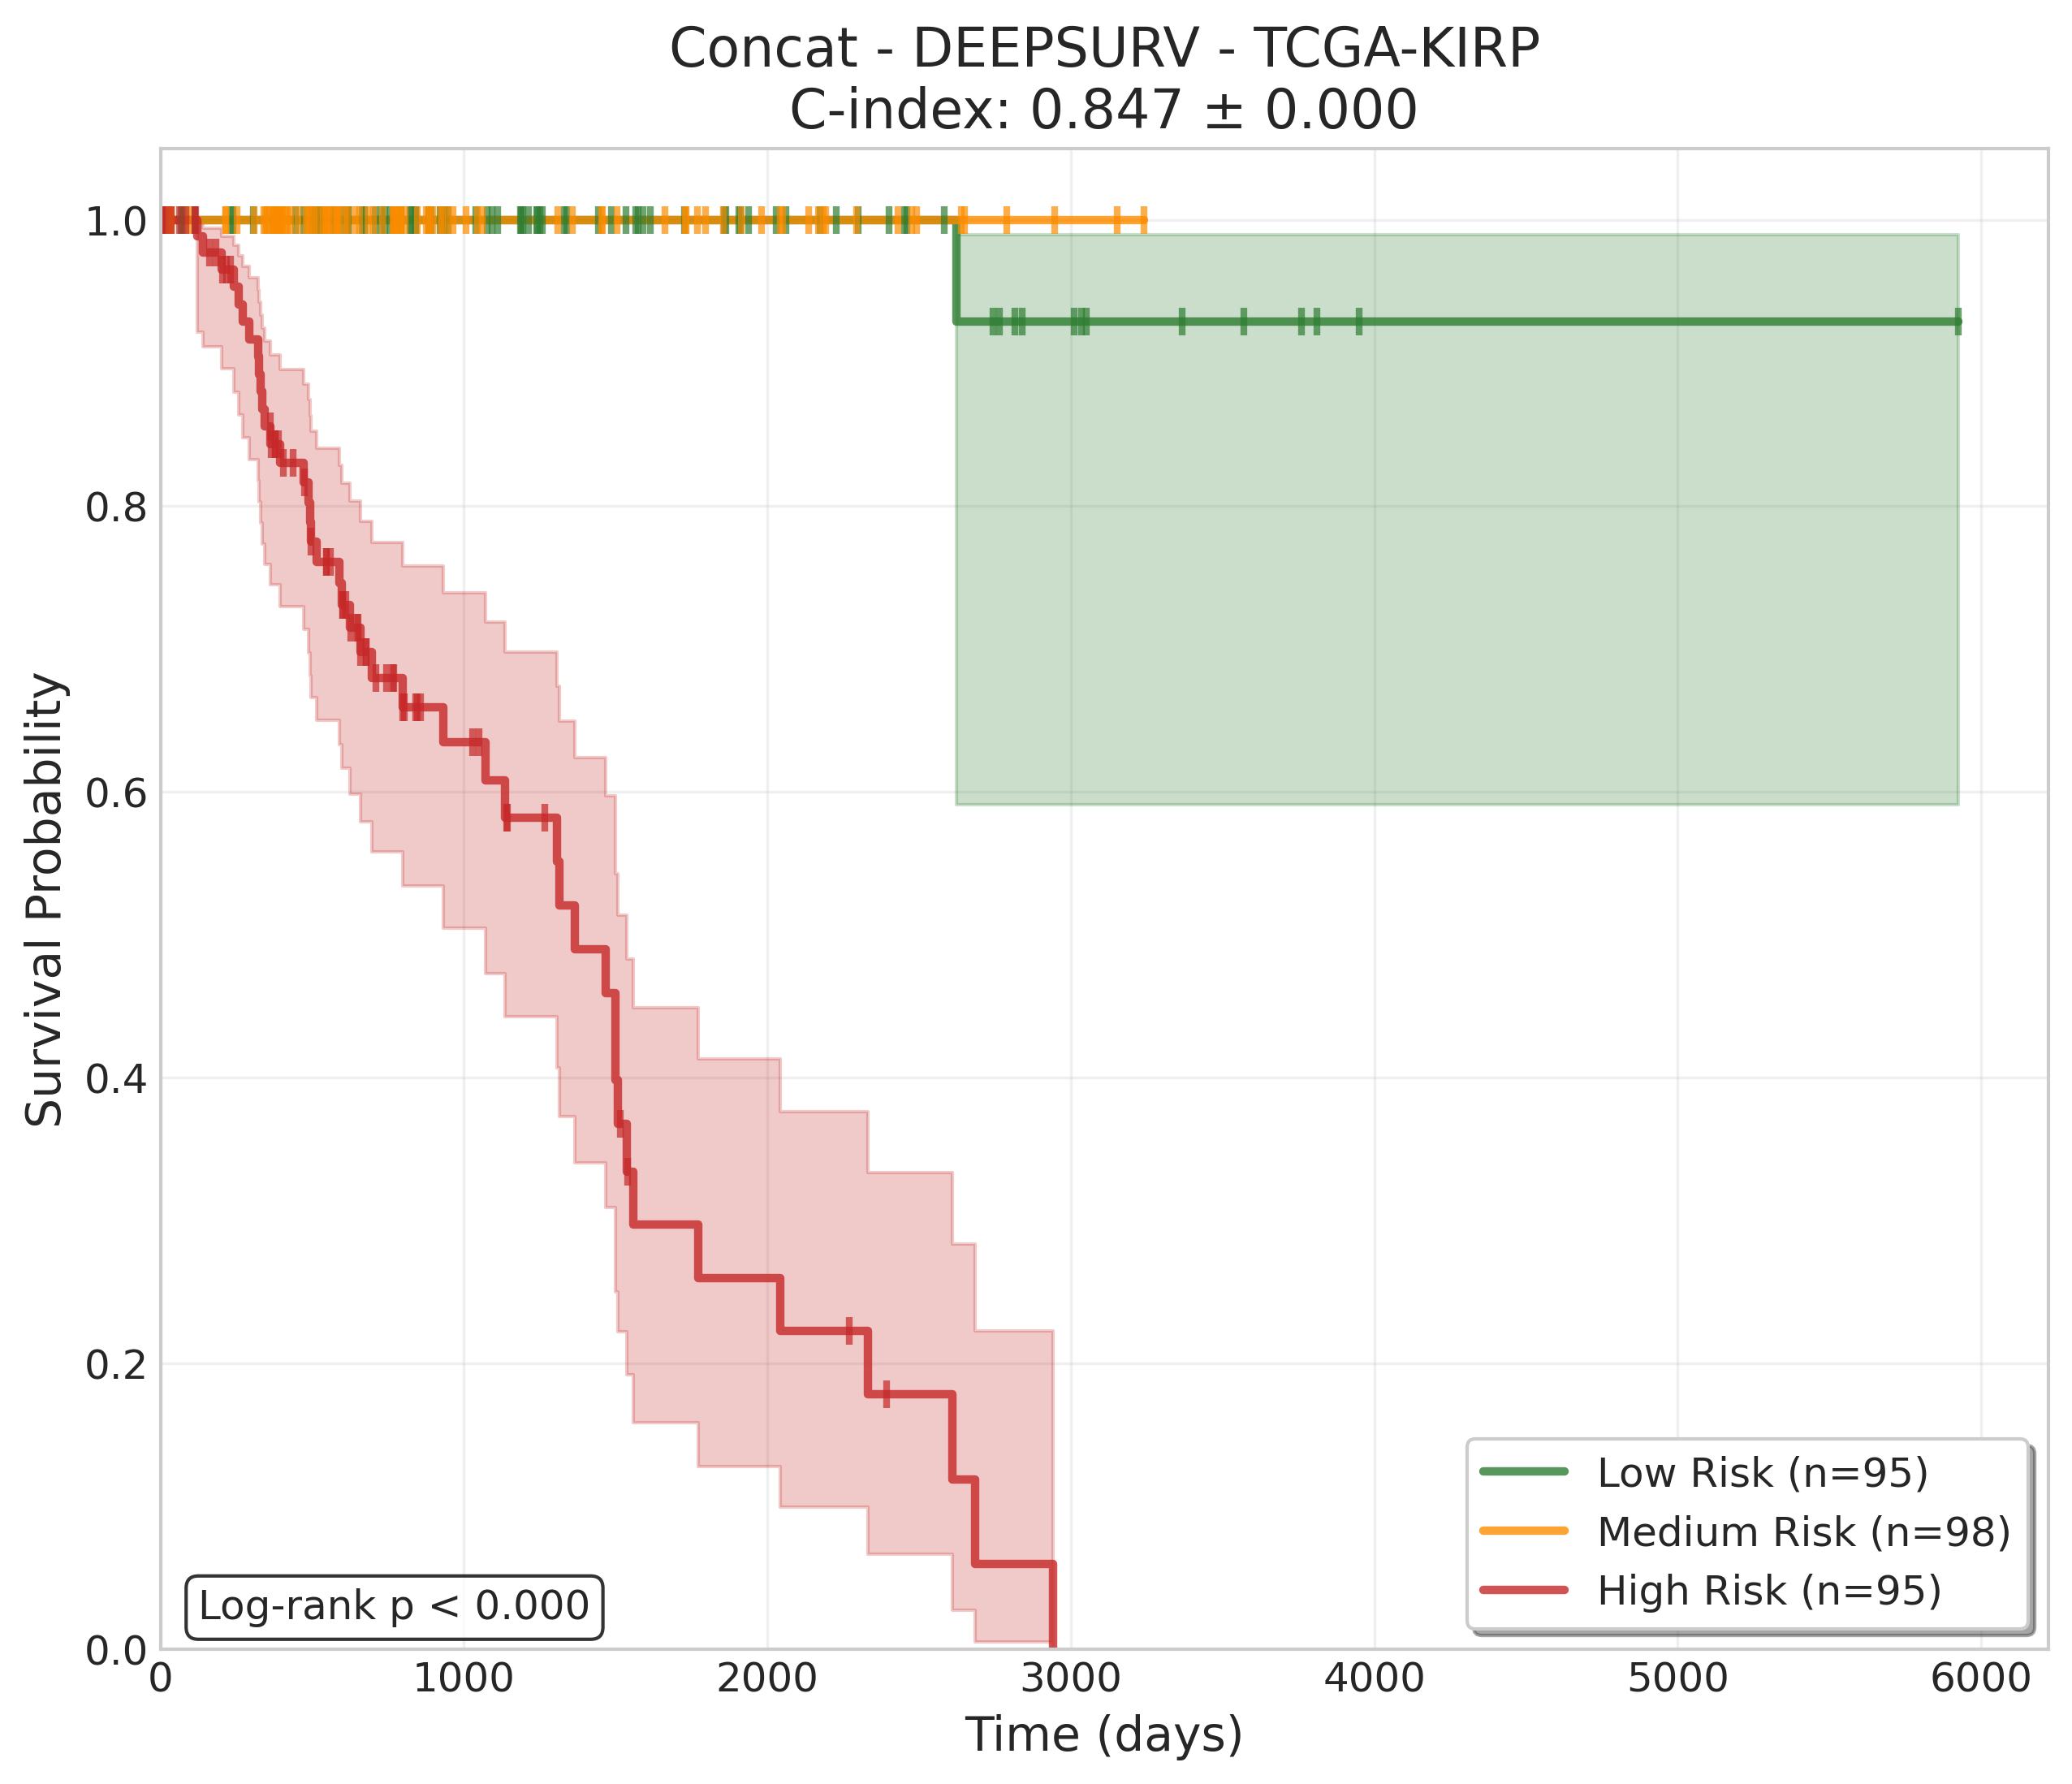 Concat - DEEPSURV - TCGA-KIRP
C-index: 0.847 ± 0.000
Survival Probability
1.0
0.8
0.6
0.4
0.2
0.0
0 1000 2000 3000 4000 5000 6000
Time (days)
Log-rank p < 0.000
Low Risk (n=95)
Medium Risk (n=98)
High Risk (n=95)